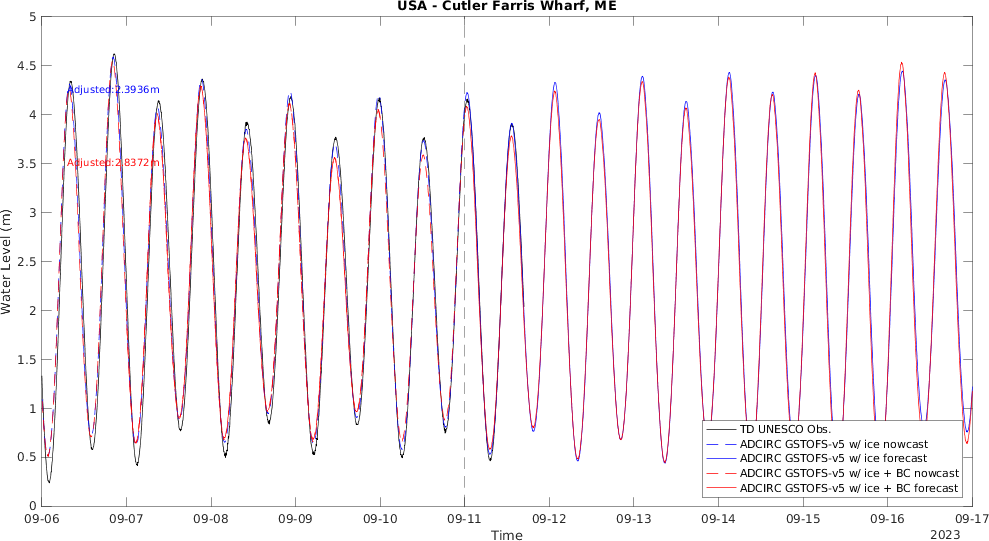 USA - Cutler Farris Wharf, ME
5
4.5
4
3.5
3
2.5
2
1.5
1
0.5
0
Water Level (m)
Adjusted:2.3936m
Adjusted:2.8372m
TD UNESCO Obs.
ADCIRC GSTOFS-v5 w/ ice nowcast
ADCIRC GSTOFS-v5 w/ ice forecast
ADCIRC GSTOFS-v5 w/ ice + BC nowcast
ADCIRC GSTOFS-v5 w/ ice + BC forecast
09-06 09-07 09-08 09-09 09-10 09-11 09-12 09-13 09-14 09-15 09-16 09-17
Time
2023